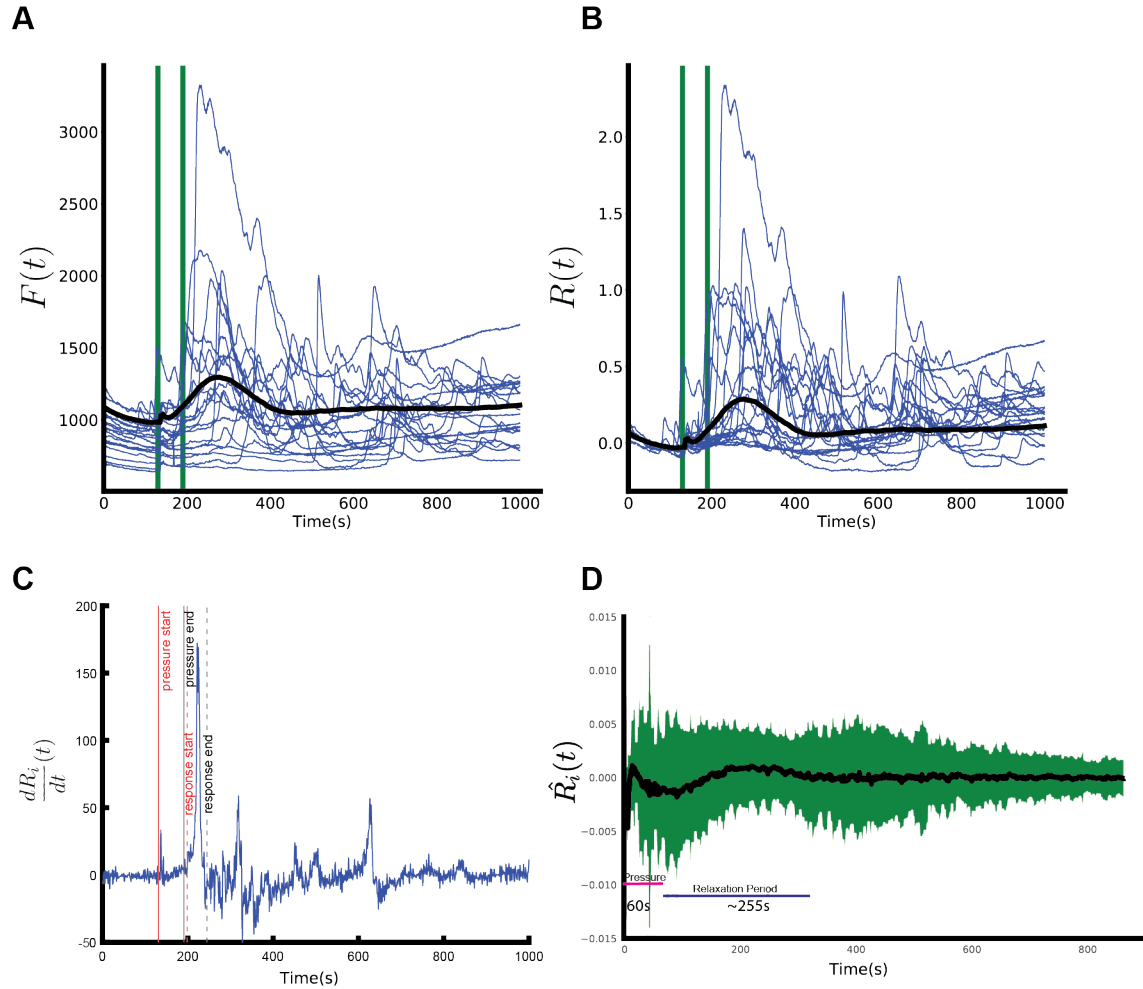 A
B
F(t)
3000
2500
2000
1500
1000
0
200
400
600
800
1000
Time(s)
R(t)
2.0
1.5
1.0
0.5
0.0
0
200
400
600
800
1000
Time(s)
C
D
dR_i/dt (t)
200
150
100
50
0
-50
pressure start
pressure end
response start
response end
0
200
400
600
800
1000
Time(s)
R̂_i(t)
0.015
0.010
0.005
0.000
−0.005
−0.010
−0.015
Pressure
60s
Relaxation Period
~255s
0
200
400
600
800
Time(s)